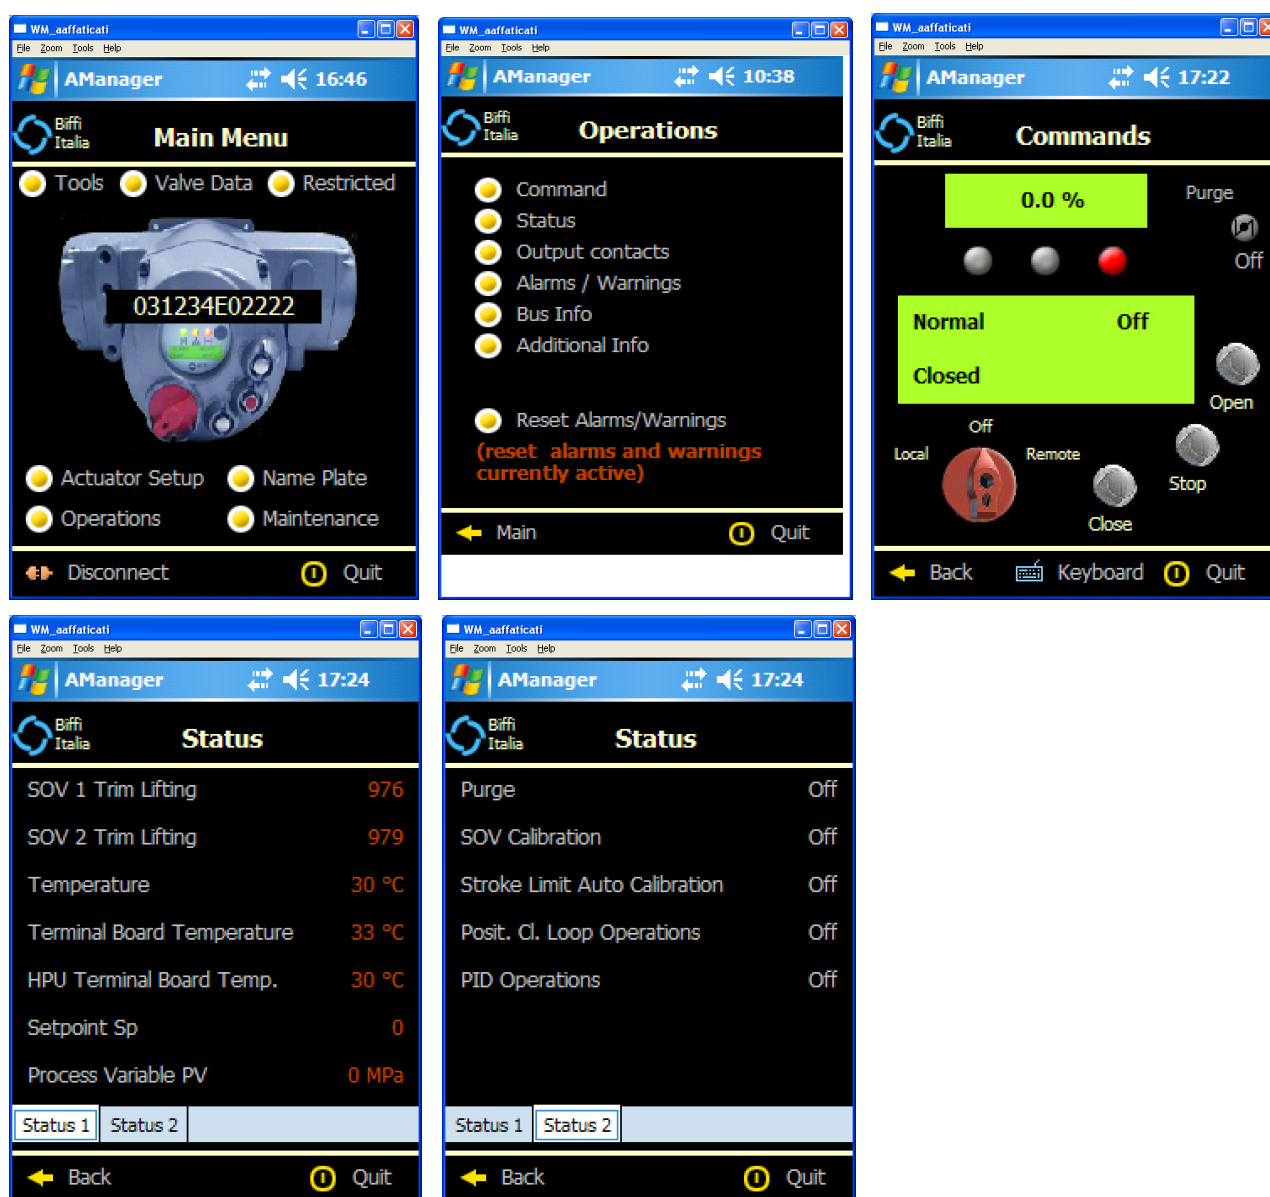 WM_aaffaticati
File Zoom Tools Help
AManager 16:46
Biffi
Italia
Main Menu
Tools Valve Data Restricted
031234E02222
Actuator Setup Name Plate
Operations Maintenance
Disconnect Quit
WM_aaffaticati
File Zoom Tools Help
AManager 10:38
Biffi
Italia
Operations
Command
Status
Output contacts
Alarms / Warnings
Bus Info
Additional Info
Reset Alarms/Warnings
(reset alarms and warnings
currently active)
Main Quit
WM_aaffaticati
File Zoom Tools Help
AManager 17:22
Biffi
Italia
Commands
0.0 %
Purge
Off
Normal Off
Closed
Open
Off
Local Remote
Stop
Close
Back Keyboard Quit
WM_aaffaticati
File Zoom Tools Help
AManager 17:24
Biffi
Italia
Status
SOV 1 Trim Lifting 976
SOV 2 Trim Lifting 979
Temperature 30 °C
Terminal Board Temperature 33 °C
HPU Terminal Board Temp. 30 °C
Setpoint Sp 0
Process Variable PV 0 MPa
Status 1 Status 2
Back Quit
WM_aaffaticati
File Zoom Tools Help
AManager 17:24
Biffi
Italia
Status
Purge Off
SOV Calibration Off
Stroke Limit Auto Calibration Off
Posit. Cl. Loop Operations Off
PID Operations Off
Status 1 Status 2
Back Quit